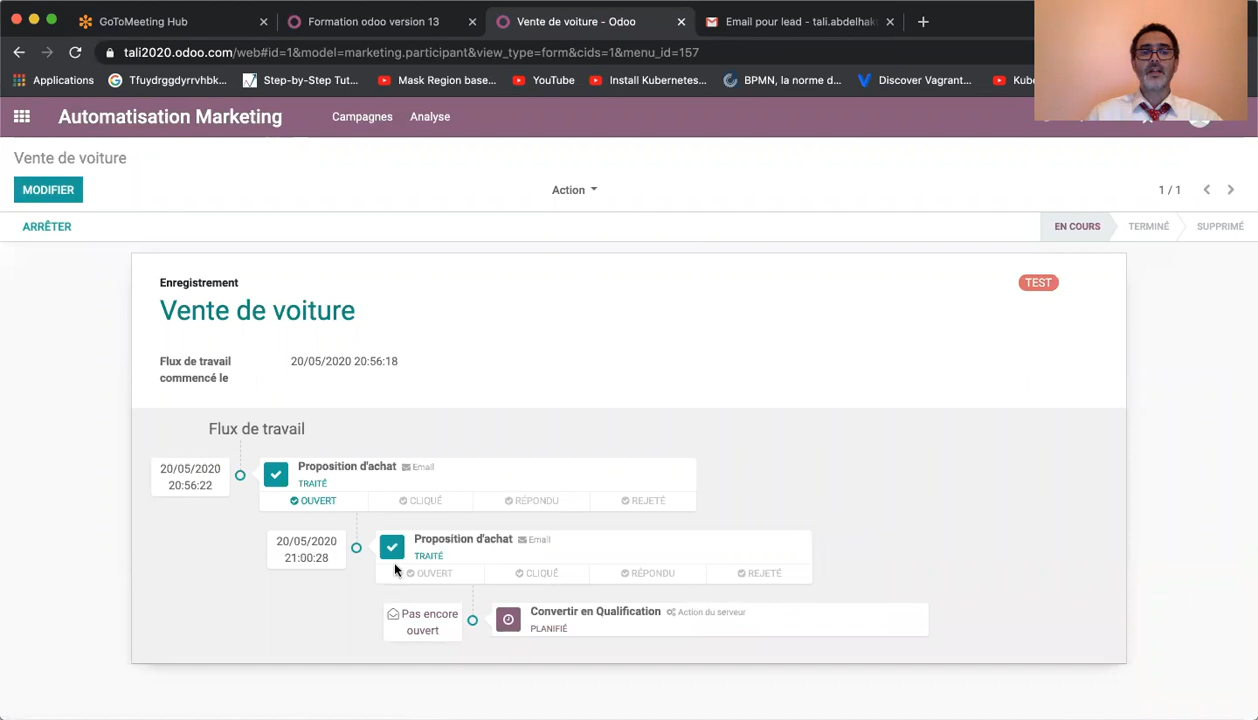 GoToMeeting Hub
Formation odoo version 13
Vente de voiture - Odoo
Email pour lead - tali.abdelhak
tali2020.odoo.com/web#id=1&model=marketing.participant&view_type=form&cids=1&menu_id=157
Applications
Tfuydrggdyrrvhbk...
Step-by-Step Tut...
Mask Region base...
YouTube
Install Kubernetes...
BPMN, la norme d...
Discover Vagrant...
Kube
Automatisation Marketing
Campagnes
Analyse
Vente de voiture
MODIFIER
Action
1 / 1
ARRÊTER
EN COURS
TERMINÉ
SUPPRIMÉ
Enregistrement
TEST
Vente de voiture
Flux de travail
commencé le
20/05/2020 20:56:18
Flux de travail
20/05/2020
20:56:22
Proposition d'achat Email
TRAITÉ
OUVERT CLIQUÉ RÉPONDU REJETÉ
20/05/2020
21:00:28
Proposition d'achat Email
TRAITÉ
OUVERT CLIQUÉ RÉPONDU REJETÉ
Pas encore
ouvert
Convertir en Qualification Action du serveur
PLANIFIÉ